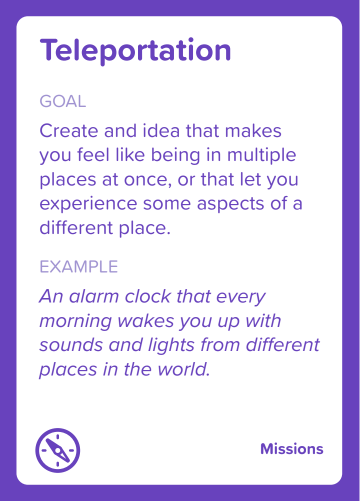 Teleportation
GOAL
Create and idea that makes
you feel like being in multiple
places at once, or that let you
experience some aspects of a
different place.
EXAMPLE
An alarm clock that every
morning wakes you up with
sounds and lights from different
places in the world.
Missions